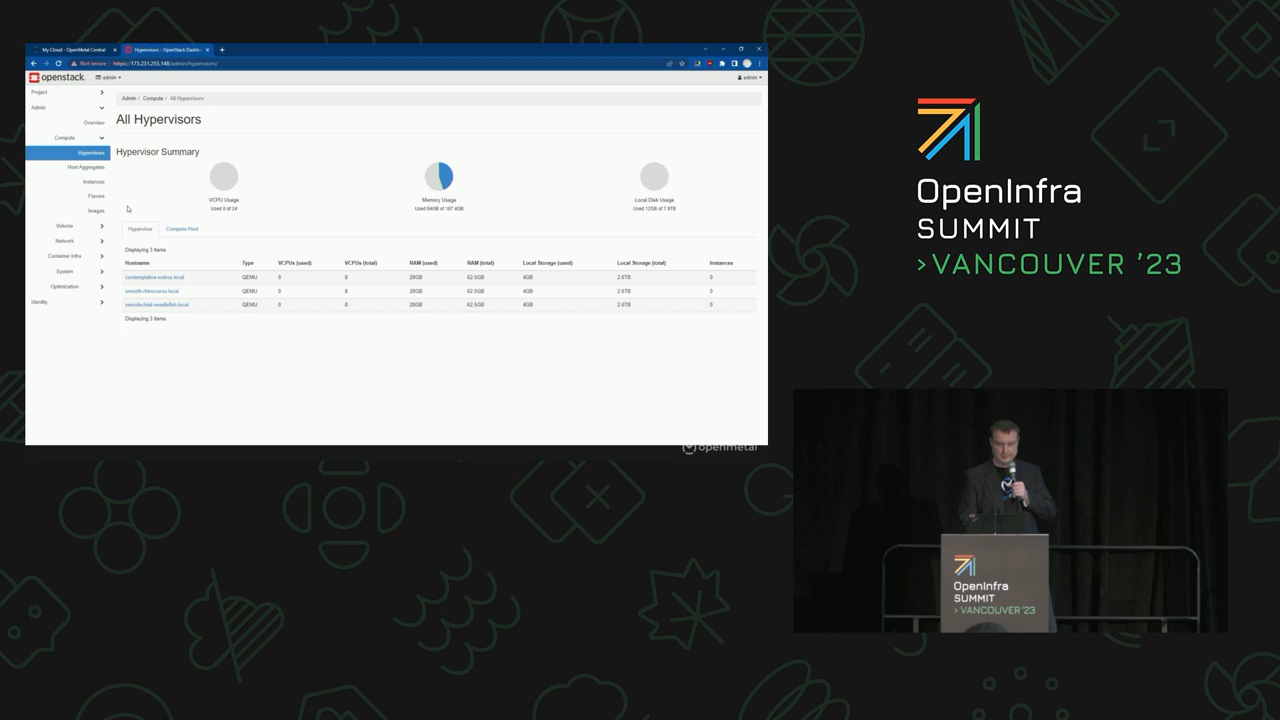 My Cloud - OpenMetal Central
Hypervisors - OpenStack Dashb
Not secure https://173.231.255.148/admin/hypervisors/
openstack. admin
admin
Project
Admin
Overview
Compute
Hypervisors
Host Aggregates
Instances
Flavors
Images
Volume
Network
Container Infra
System
Optimization
Identity
Admin / Compute / All Hypervisors
All Hypervisors
Hypervisor Summary
VCPU Usage
Used 0 of 24
Memory Usage
Used 84GB of 187.4GB
Local Disk Usage
Used 12GB of 7.9TB
Hypervisor Compute Host
Displaying 3 items
Hostname Type VCPUs (used) VCPUs (total) RAM (used) RAM (total) Local Storage (used) Local Storage (total) Instances
contemplative-walrus.local QEMU 0 8 28GB 62.5GB 4GB 2.6TB 0
smooth-rhinoceros.local QEMU 0 8 28GB 62.5GB 4GB 2.6TB 0
xenodochial-needlefish.local QEMU 0 8 28GB 62.5GB 4GB 2.6TB 0
Displaying 3 items
openmetal
OpenInfra
SUMMIT
>VANCOUVER '23
OpenInfra
SUMMIT
>VANCOUVER '23